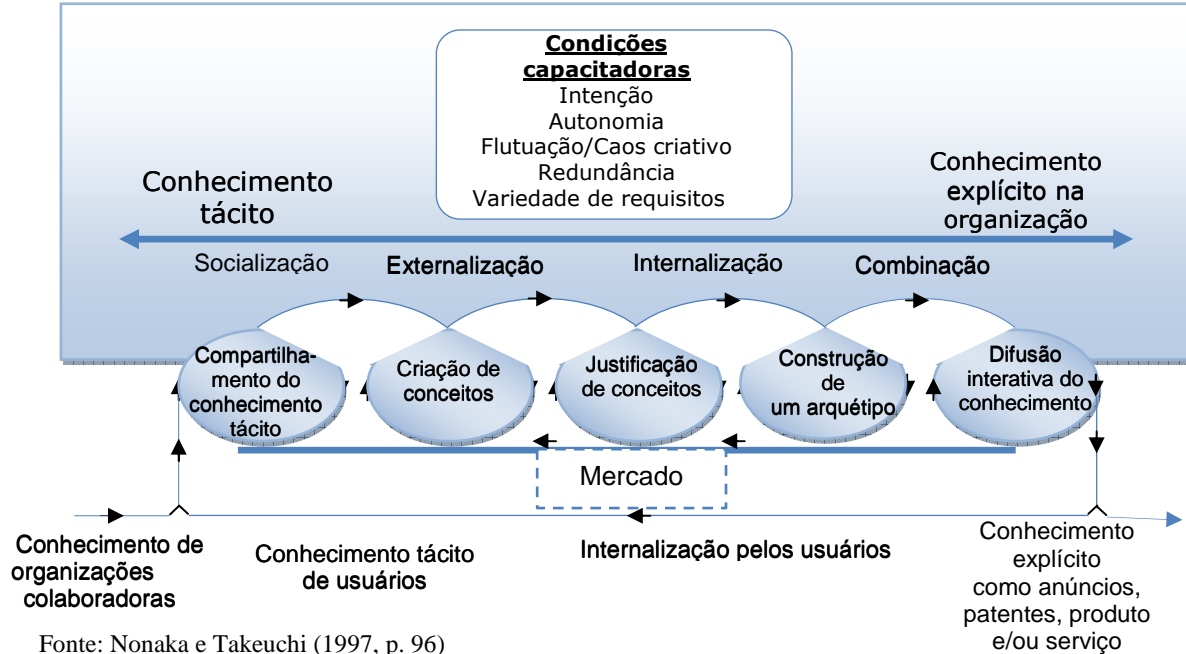 Condições
capacitadoras
Intenção
Autonomia
Flutuação/Caos criativo
Redundância
Variedade de requisitos
Conhecimento
tácito
Conhecimento
explícito na
organização
Socialização
Externalização
Internalização
Combinação
Compartilha-
mento do
conhecimento
tácito
Criação de
conceitos
Justificação
de conceitos
Construção
de
um arquétipo
Difusão
interativa do
conhecimento
Mercado
Conhecimento de
organizações
colaboradoras
Conhecimento tácito
de usuários
Internalização pelos usuários
Conhecimento
explícito
como anúncios,
patentes, produto
e/ou serviço
Fonte: Nonaka e Takeuchi (1997, p. 96)